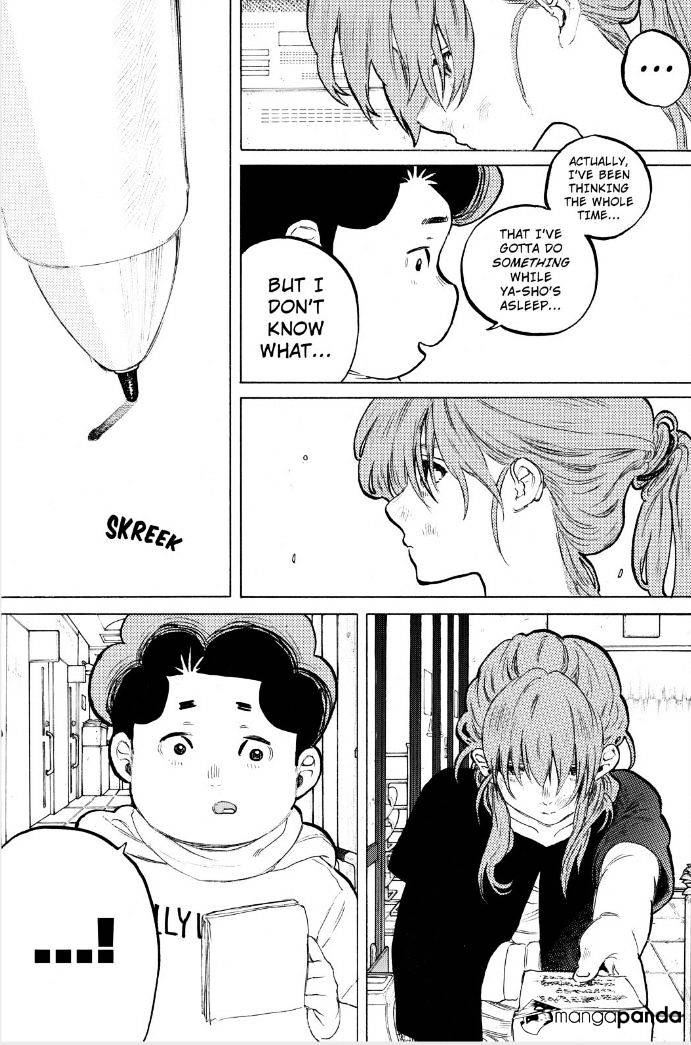 ...
ACTUALLY,
I'VE BEEN
THINKING
THE WHOLE
TIME...
THAT I'VE
GOTTA DO
SOMETHING
WHILE
YA-SHO'S
ASLEEP...
BUT I
DON'T
KNOW
WHAT...
SKREEK
....!
mangapanda